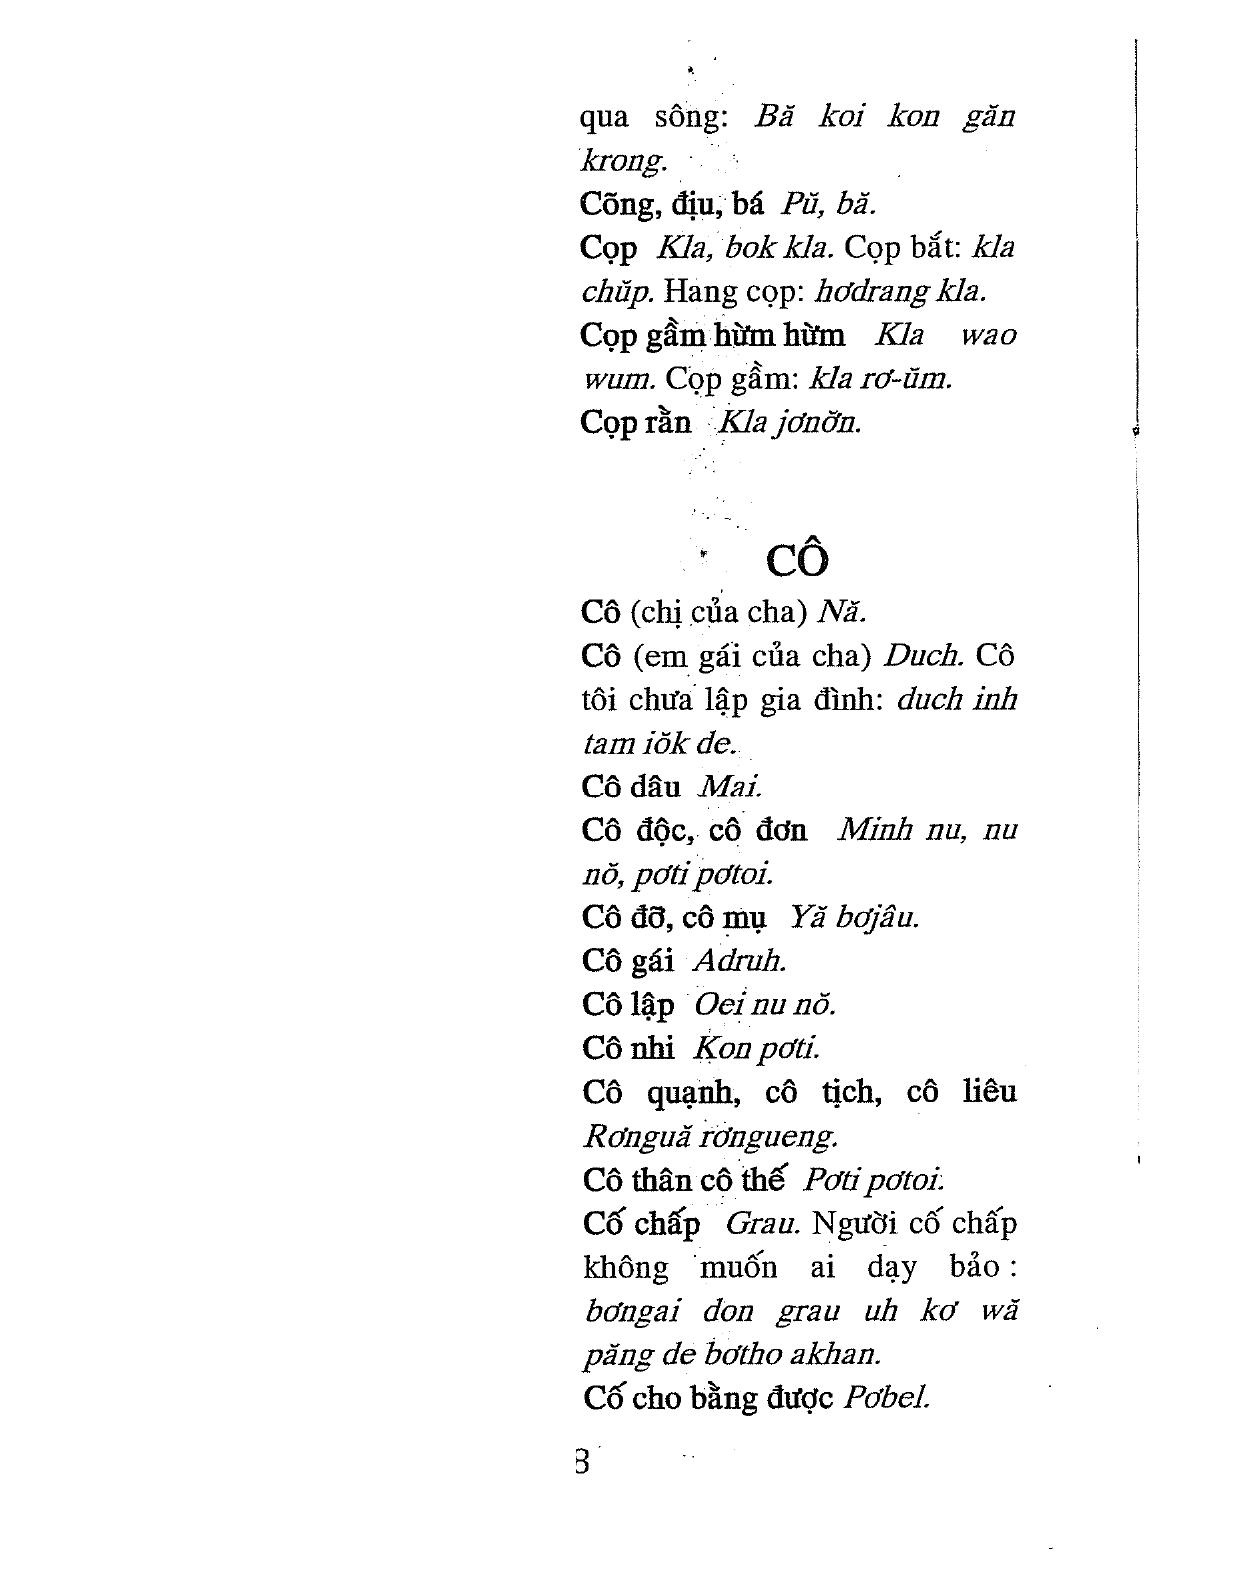 qua sông: Bă koi kon găn
krong.
Cõng, địu, bá Pŭ, bă.
Cọp Kla, bok kla. Cọp bắt: kla
chŭp. Hang cọp: hơdrang kla.
Cọp gầm hừm hừm Kla wao
wum. Cọp gầm: kla rơ-ŭm.
Cọp rằn Kla jơnơ̆n.
CÔ
Cô (chị của cha) Nă.
Cô (em gái của cha) Duch. Cô
tôi chưa lập gia đình: duch inh
tam iŏk de.
Cô dâu Mai.
Cô độc, cô đơn Minh nu, nu
nŏ, pơti pơtoi.
Cô đỡ, cô mụ Yă bơjâu.
Cô gái Adruh.
Cô lập Oei nu nŏ.
Cô nhi Kon pơti.
Cô quạnh, cô tịch, cô liêu
Rơnguă rơngueng.
Cô thân cô thế Pơti pơtoi.
Cố chấp Grau. Người cố chấp
không muốn ai dạy bảo :
bơngai don grau uh kơ wă
păng de bơtho akhan.
Cố cho bằng được Pơbel.
8